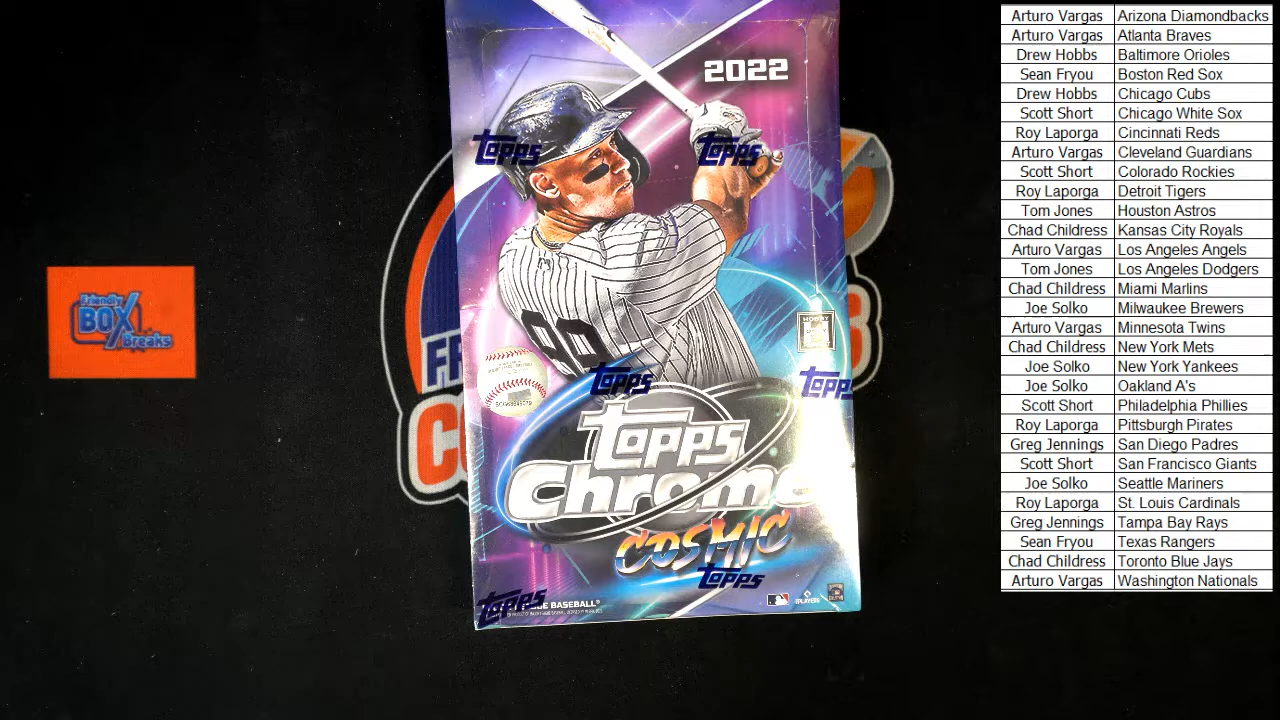 2022
Topps
Topps
99
HOBBY
Topps
Topps
Topps
Chrome
COSMIC
Topps
Topps
BASEBALL®
Friendly
BOX
Breaks
FR
CO
Arturo Vargas Arizona Diamondbacks
Arturo Vargas Atlanta Braves
Drew Hobbs Baltimore Orioles
Sean Fryou Boston Red Sox
Drew Hobbs Chicago Cubs
Scott Short Chicago White Sox
Roy Laporga Cincinnati Reds
Arturo Vargas Cleveland Guardians
Scott Short Colorado Rockies
Roy Laporga Detroit Tigers
Tom Jones Houston Astros
Chad Childress Kansas City Royals
Arturo Vargas Los Angeles Angels
Tom Jones Los Angeles Dodgers
Chad Childress Miami Marlins
Joe Solko Milwaukee Brewers
Arturo Vargas Minnesota Twins
Chad Childress New York Mets
Joe Solko New York Yankees
Joe Solko Oakland A's
Scott Short Philadelphia Phillies
Roy Laporga Pittsburgh Pirates
Greg Jennings San Diego Padres
Scott Short San Francisco Giants
Joe Solko Seattle Mariners
Roy Laporga St. Louis Cardinals
Greg Jennings Tampa Bay Rays
Sean Fryou Texas Rangers
Chad Childress Toronto Blue Jays
Arturo Vargas Washington Nationals